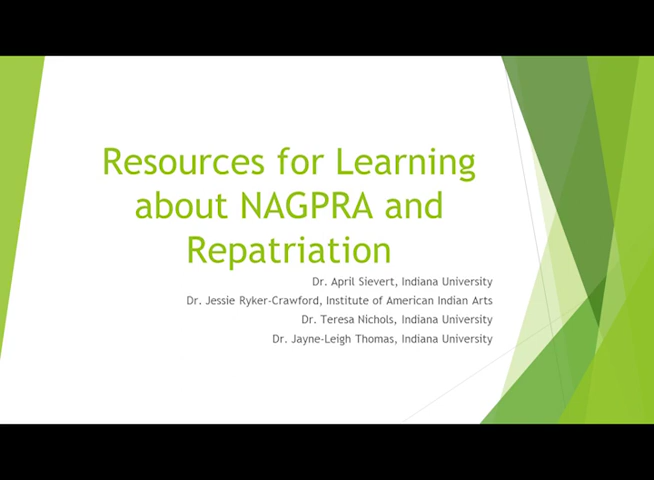 Resources for Learning
about NAGPRA and
Repatriation
Dr. April Sievert, Indiana University
Dr. Jessie Ryker-Crawford, Institute of American Indian Arts
Dr. Teresa Nichols, Indiana University
Dr. Jayne-Leigh Thomas, Indiana University